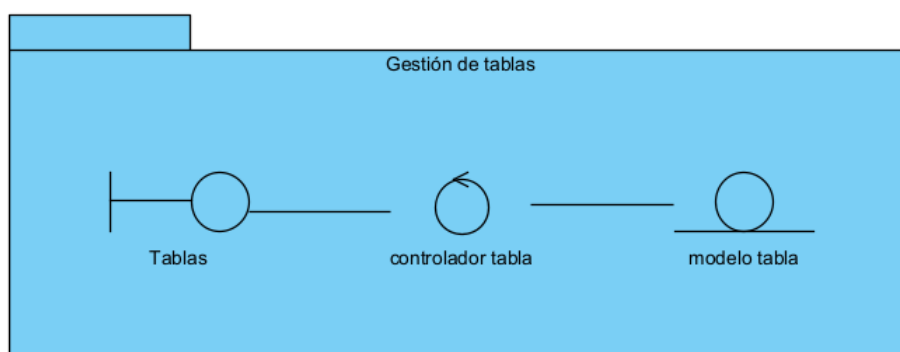 Gestión de tablas
Tablas
controlador tabla
modelo tabla